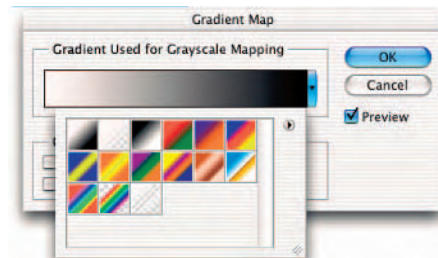 Gradient Map
Gradient Used for Grayscale Mapping
OK
Cancel
Preview